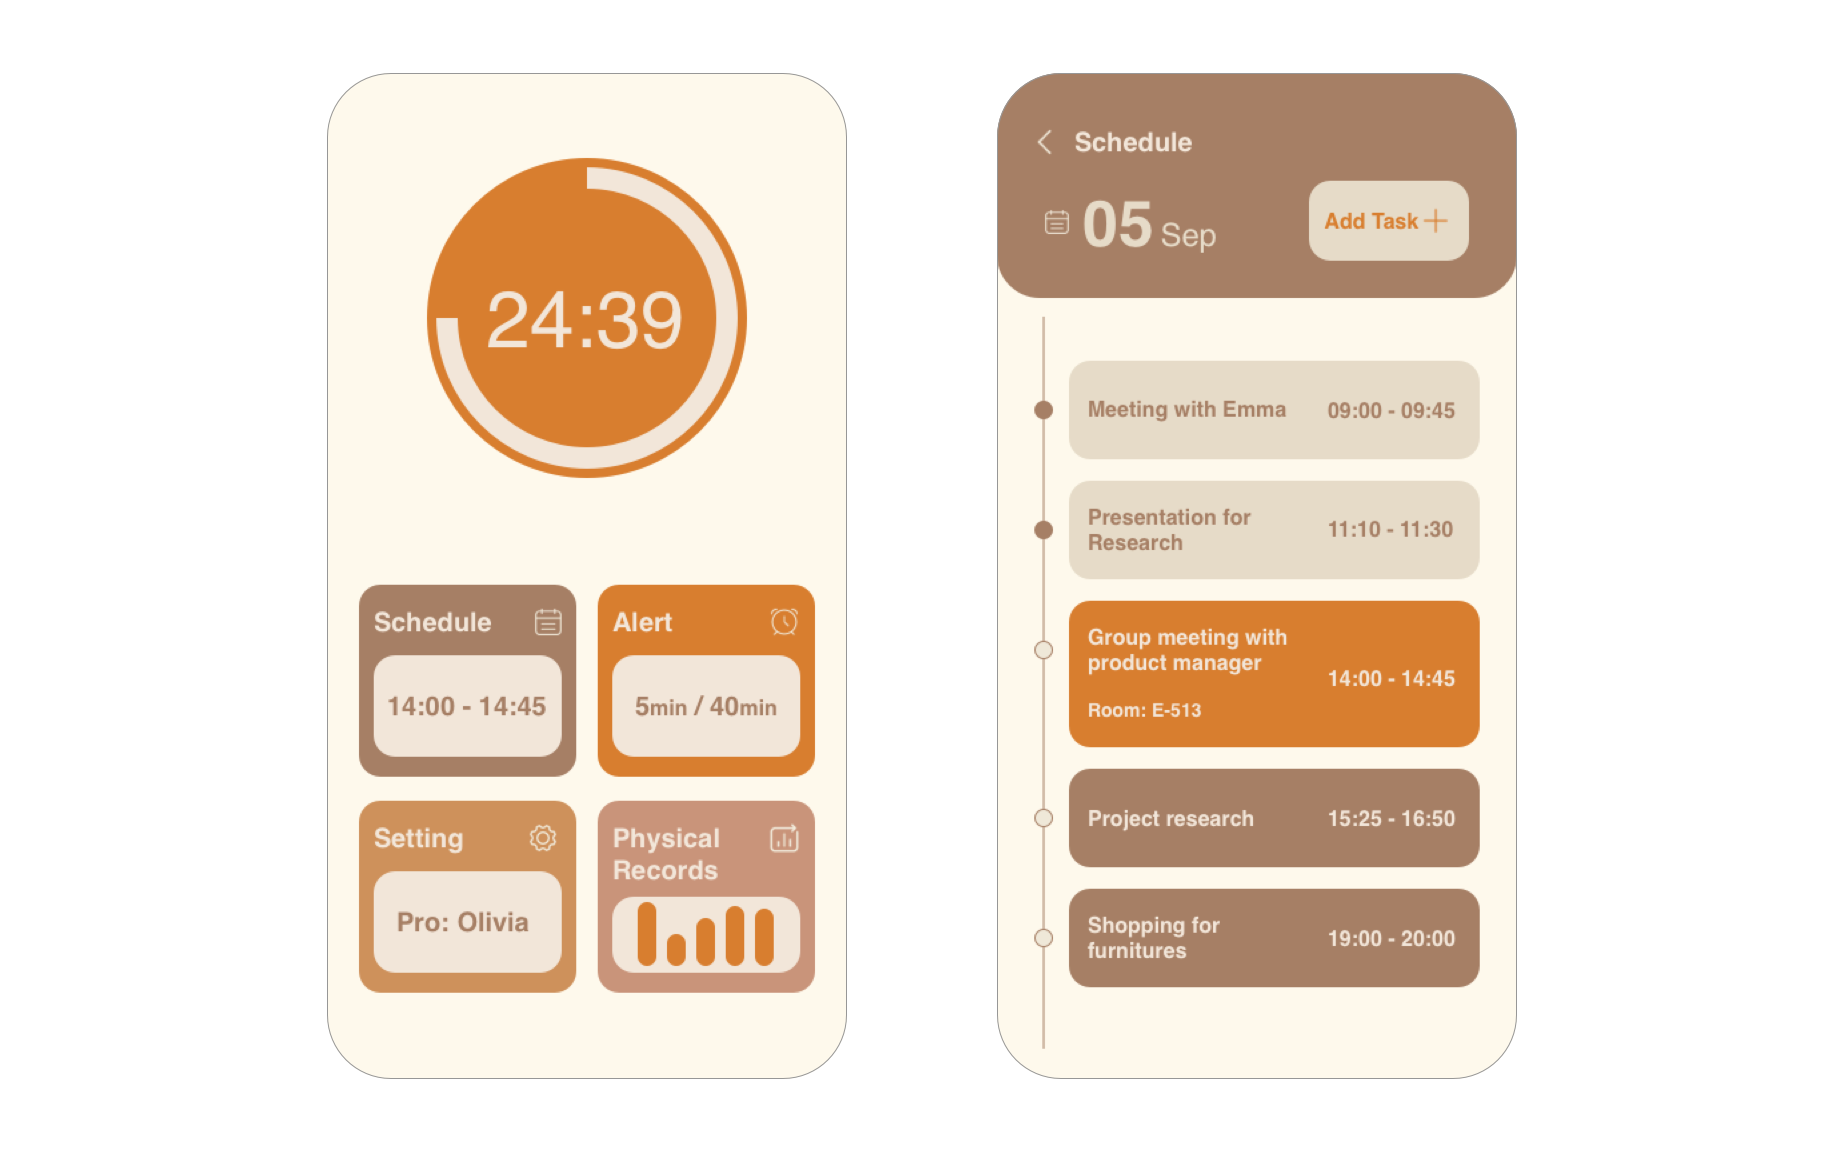 24:39
Schedule
14:00 - 14:45
Alert
5min / 40min
Setting
Pro: Olivia
Physical
Records
Schedule
05 Sep
Add Task
Meeting with Emma
09:00 - 09:45
Presentation for
Research
11:10 - 11:30
Group meeting with
product manager
Room: E-513
14:00 - 14:45
Project research
15:25 - 16:50
Shopping for
furnitures
19:00 - 20:00